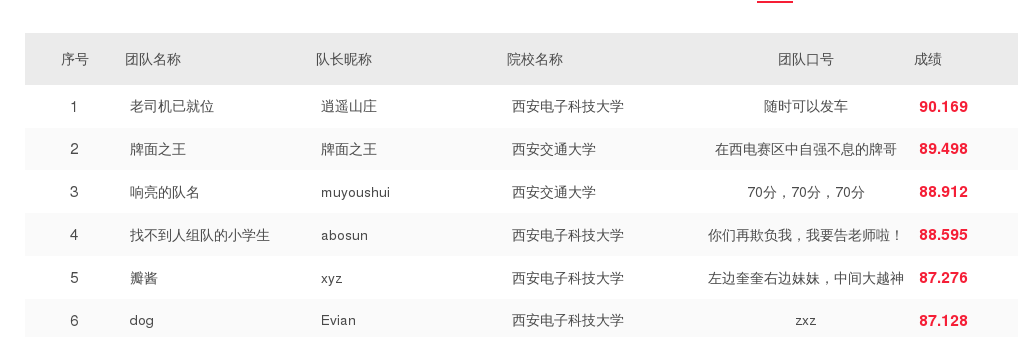 序号 团队名称 队长昵称 院校名称 团队口号 成绩
1 老司机已就位 逍遥山庄 西安电子科技大学 随时可以发车 90.169
2 牌面之王 牌面之王 西安交通大学 在西电赛区中自强不息的牌哥 89.498
3 响亮的队名 muyoushui 西安交通大学 70分，70分，70分 88.912
4 找不到人组队的小学生 abosun 西安电子科技大学 你们再欺负我，我要告老师啦！ 88.595
5 瓣酱 xyz 西安电子科技大学 左边奎奎右边妹妹，中间大越神 87.276
6 dog Evian 西安电子科技大学 zxz 87.128